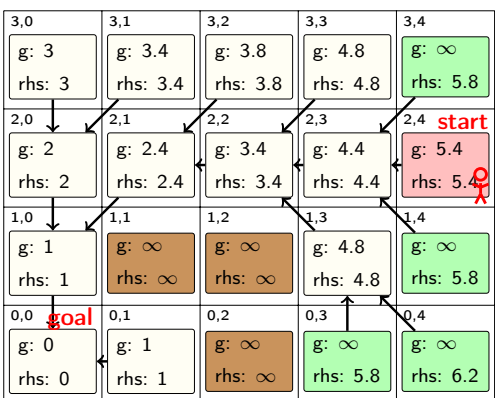 3,0 3,1 3,2 3,3 3,4
g: 3 g: 3.4 g: 3.8 g: 4.8 g: ∞
rhs: 3 rhs: 3.4 rhs: 3.8 rhs: 4.8 rhs: 5.8
2,0 2,1 2,2 2,3 2,4 start
g: 2 g: 2.4 g: 3.4 g: 4.4 g: 5.4
rhs: 2 rhs: 2.4 rhs: 3.4 rhs: 4.4 rhs: 5.4
1,0 1,1 1,2 1,3 1,4
g: 1 g: ∞ g: ∞ g: 4.8 g: ∞
rhs: 1 rhs: ∞ rhs: ∞ rhs: 4.8 rhs: 5.8
0,0 goal 0,1 0,2 0,3 0,4
g: 0 g: 1 g: ∞ g: ∞ g: ∞
rhs: 0 rhs: 1 rhs: ∞ rhs: 5.8 rhs: 6.2